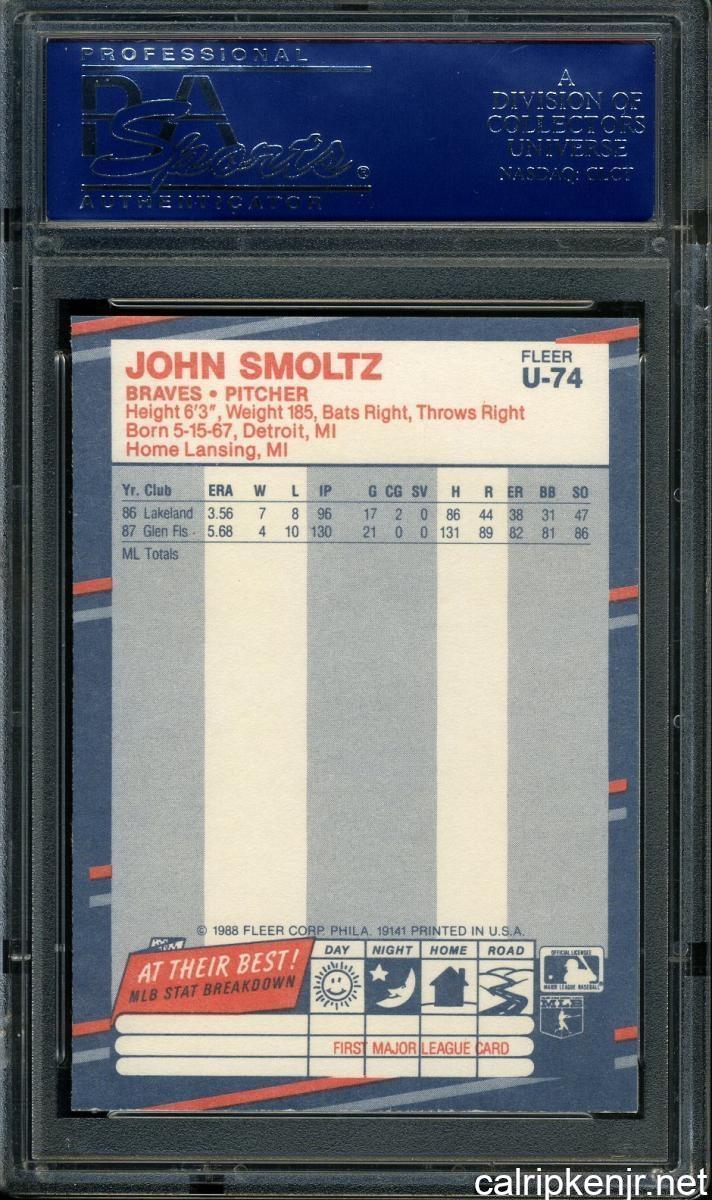 PROFESSIONAL
PSA
Sports ®
AUTHENTICATOR
A
DIVISION OF
COLLECTORS
UNIVERSE
NASDAQ: CLCT
JOHN SMOLTZ
FLEER
U-74
BRAVES • PITCHER
Height 6'3", Weight 185, Bats Right, Throws Right
Born 5-15-67, Detroit, MI
Home Lansing, MI
Yr. Club ERA W L IP G CG SV H R ER BB SO
86 Lakeland 3.56 7 8 96 17 2 0 86 44 38 31 47
87 Glen Fls 5.68 4 10 130 21 0 0 131 89 82 81 86
ML Totals
© 1988 FLEER CORP. PHILA. 19141 PRINTED IN U.S.A.
AT THEIR BEST!
MLB STAT BREAKDOWN
DAY NIGHT HOME ROAD
OFFICIAL LICENSEE
MAJOR LEAGUE BASEBALL
FIRST MAJOR LEAGUE CARD
calripkenjr.net